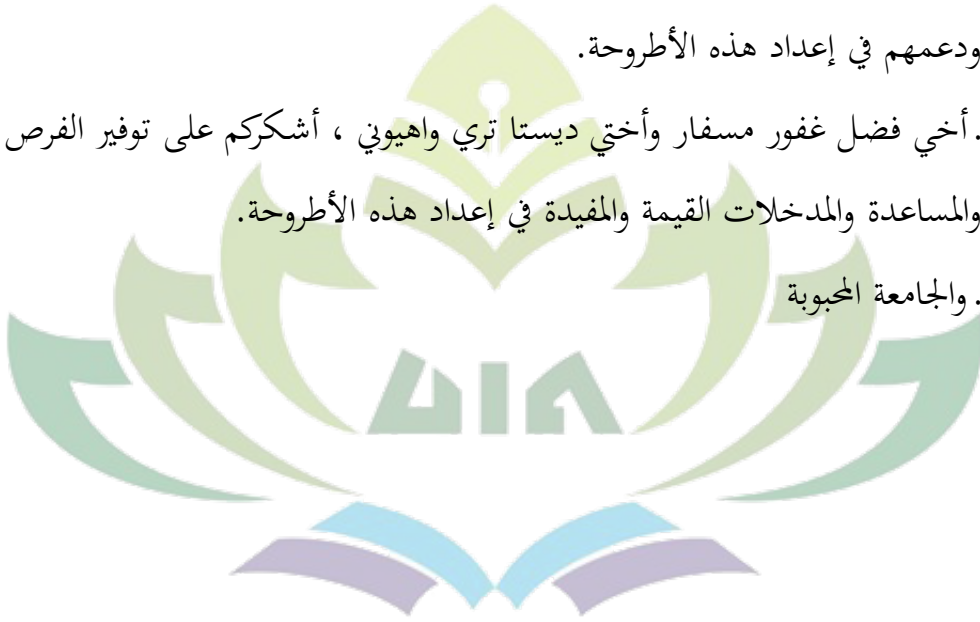 ودعمهم في إعداد هذه الأطروحة.
. أخي فضل غفور مسفار وأختي ديستا تري واهيوني ، أشكركم على توفير الفرص
والمساعدة والمدخلات القيمة والمفيدة في إعداد هذه الأطروحة.
. والجامعة المحبوبة
UIN